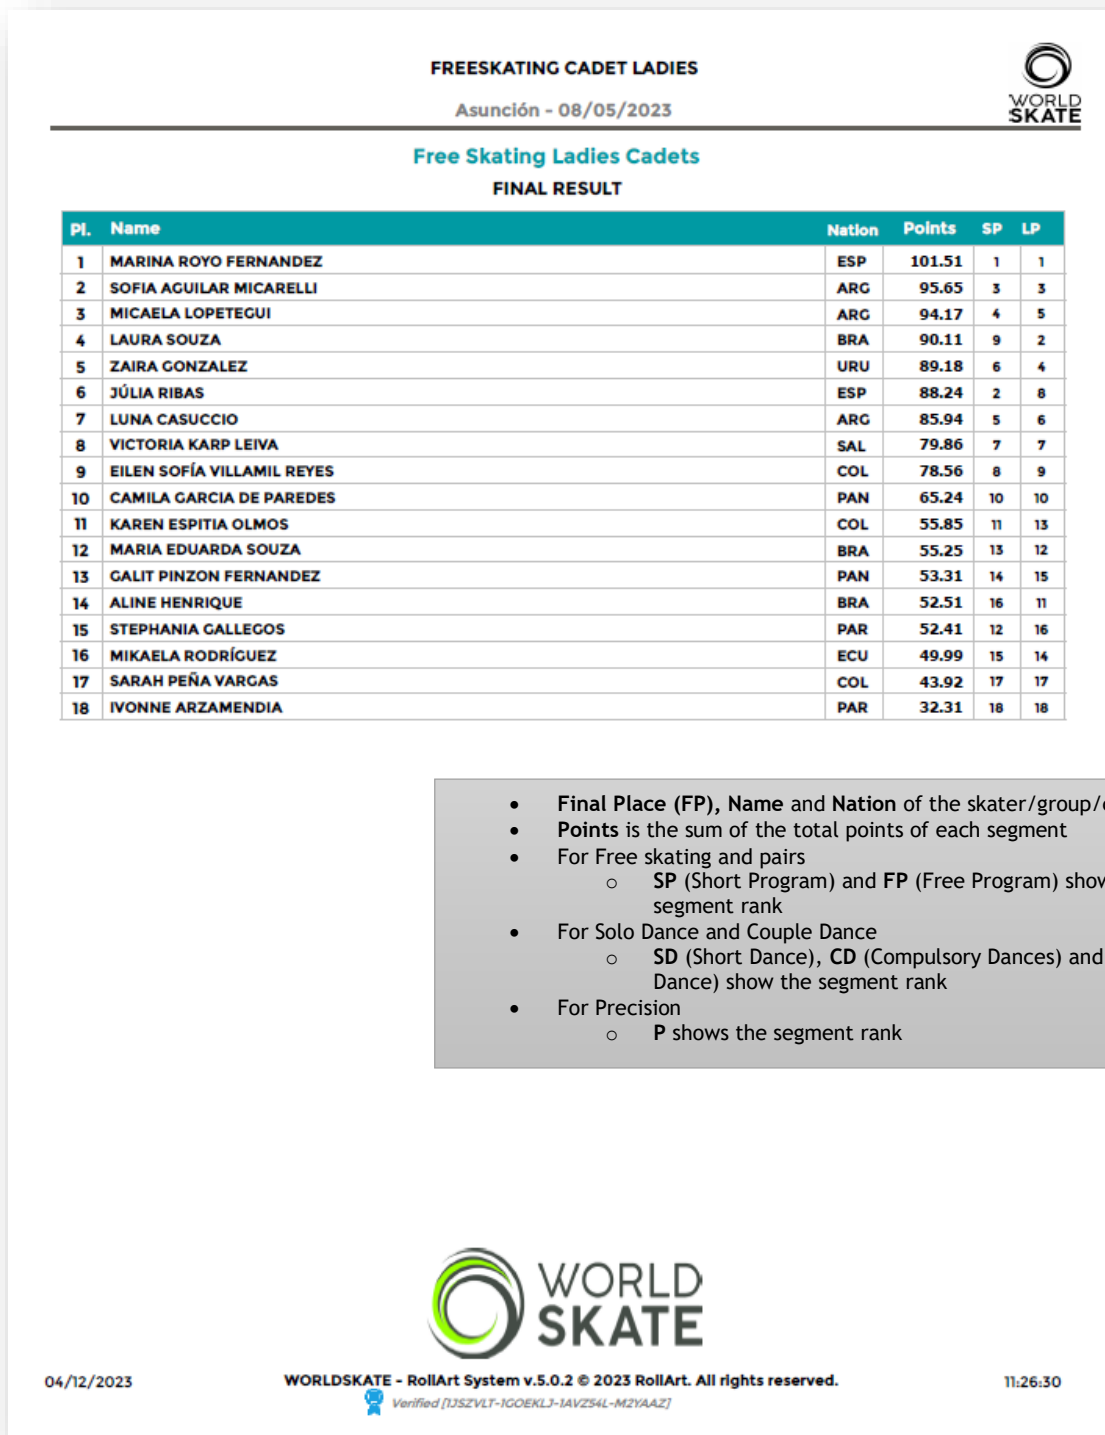 FREESKATING CADET LADIES
Asunción - 08/05/2023
WORLD
SKATE
Free Skating Ladies Cadets
FINAL RESULT
Pl. Name Nation Points SP LP
1 MARINA ROYO FERNANDEZ ESP 101.51 1 1
2 SOFIA AGUILAR MICARELLI ARG 95.65 3 3
3 MICAELA LOPETEGUI ARG 94.17 4 5
4 LAURA SOUZA BRA 90.11 9 2
5 ZAIRA GONZALEZ URU 89.18 6 4
6 JÚLIA RIBAS ESP 88.24 2 8
7 LUNA CASUCCIO ARG 85.94 5 6
8 VICTORIA KARP LEIVA SAL 79.86 7 7
9 EILEN SOFÍA VILLAMIL REYES COL 78.56 8 9
10 CAMILA GARCIA DE PAREDES PAN 65.24 10 10
11 KAREN ESPITIA OLMOS COL 55.85 11 13
12 MARIA EDUARDA SOUZA BRA 55.25 13 12
13 GALIT PINZON FERNANDEZ PAN 53.31 14 15
14 ALINE HENRIQUE BRA 52.51 16 11
15 STEPHANIA GALLEGOS PAR 52.41 12 16
16 MIKAELA RODRÍGUEZ ECU 49.99 15 14
17 SARAH PEÑA VARGAS COL 43.92 17 17
18 IVONNE ARZAMENDIA PAR 32.31 18 18
• Final Place (FP), Name and Nation of the skater/group/
• Points is the sum of the total points of each segment
• For Free skating and pairs
o SP (Short Program) and FP (Free Program) show
segment rank
• For Solo Dance and Couple Dance
o SD (Short Dance), CD (Compulsory Dances) and
Dance) show the segment rank
• For Precision
o P shows the segment rank
WORLD
SKATE
04/12/2023 WORLDSKATE - RollArt System v.5.0.2 © 2023 RollArt. All rights reserved. 11:26:30
Verified [1JSZVLT-1GOEKLJ-1AVZ54L-M2YAAZ]